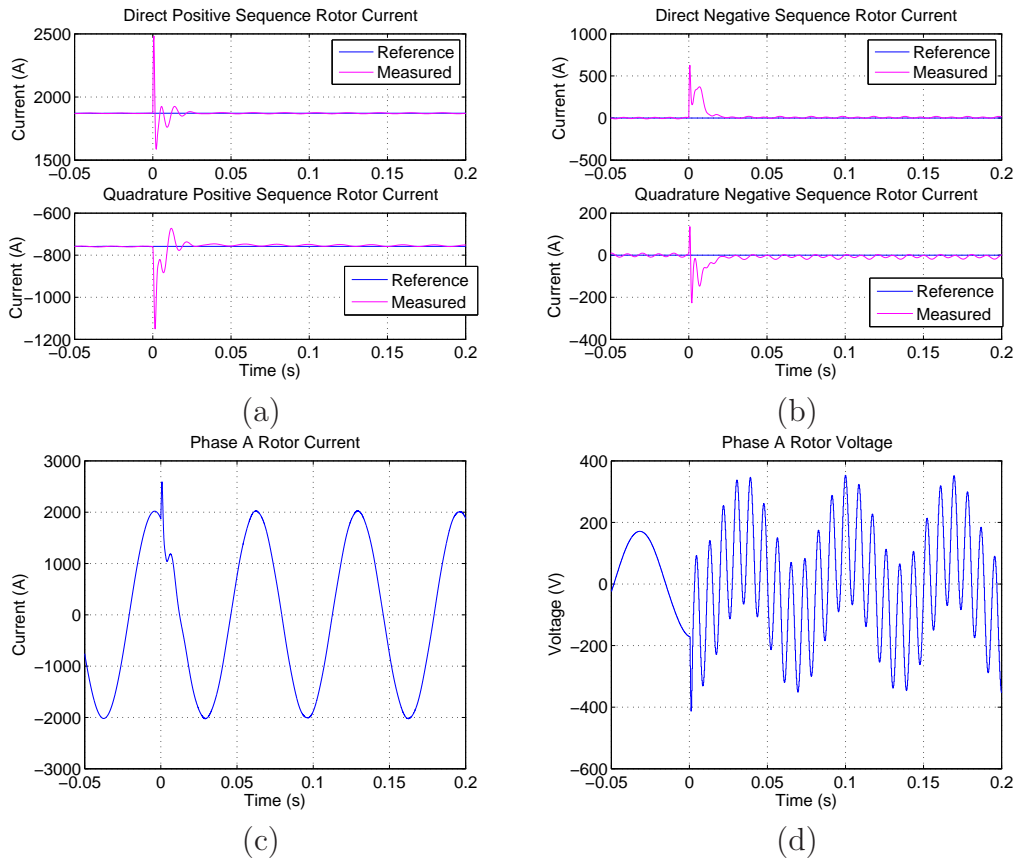 Direct Positive Sequence Rotor Current
Current (A)
2500
2000
1500
−0.05 0 0.05 0.1 0.15 0.2
Reference
Measured
Quadrature Positive Sequence Rotor Current
Current (A)
−600
−800
−1000
−1200
−0.05 0 0.05 0.1 0.15 0.2
Reference
Measured
Time (s)
(a)
Direct Negative Sequence Rotor Current
Current (A)
1000
500
0
−500
−0.05 0 0.05 0.1 0.15 0.2
Reference
Measured
Quadrature Negative Sequence Rotor Current
Current (A)
200
0
−200
−400
−0.05 0 0.05 0.1 0.15 0.2
Reference
Measured
Time (s)
(b)
Phase A Rotor Current
Current (A)
3000
2000
1000
0
−1000
−2000
−3000
−0.05 0 0.05 0.1 0.15 0.2
Time (s)
(c)
Phase A Rotor Voltage
Voltage (V)
400
200
0
−200
−400
−600
−0.05 0 0.05 0.1 0.15 0.2
Time (s)
(d)